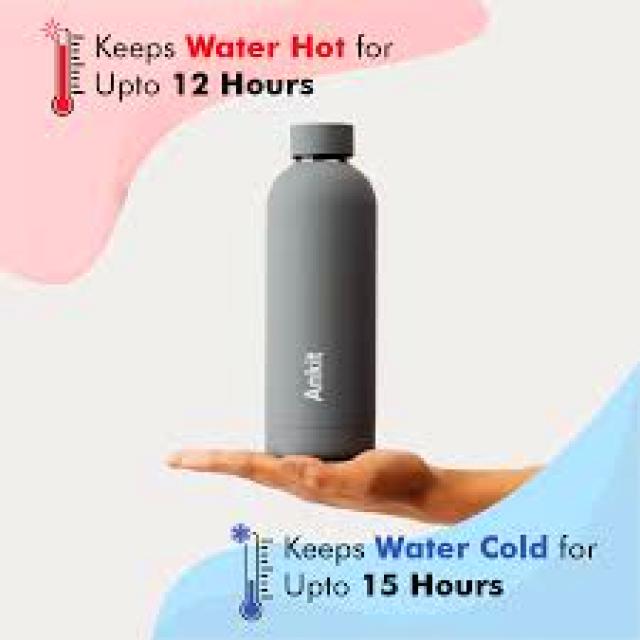 Keeps Water Hot for
Upto 12 Hours
Ankit
Keeps Water Cold for
Upto 15 Hours